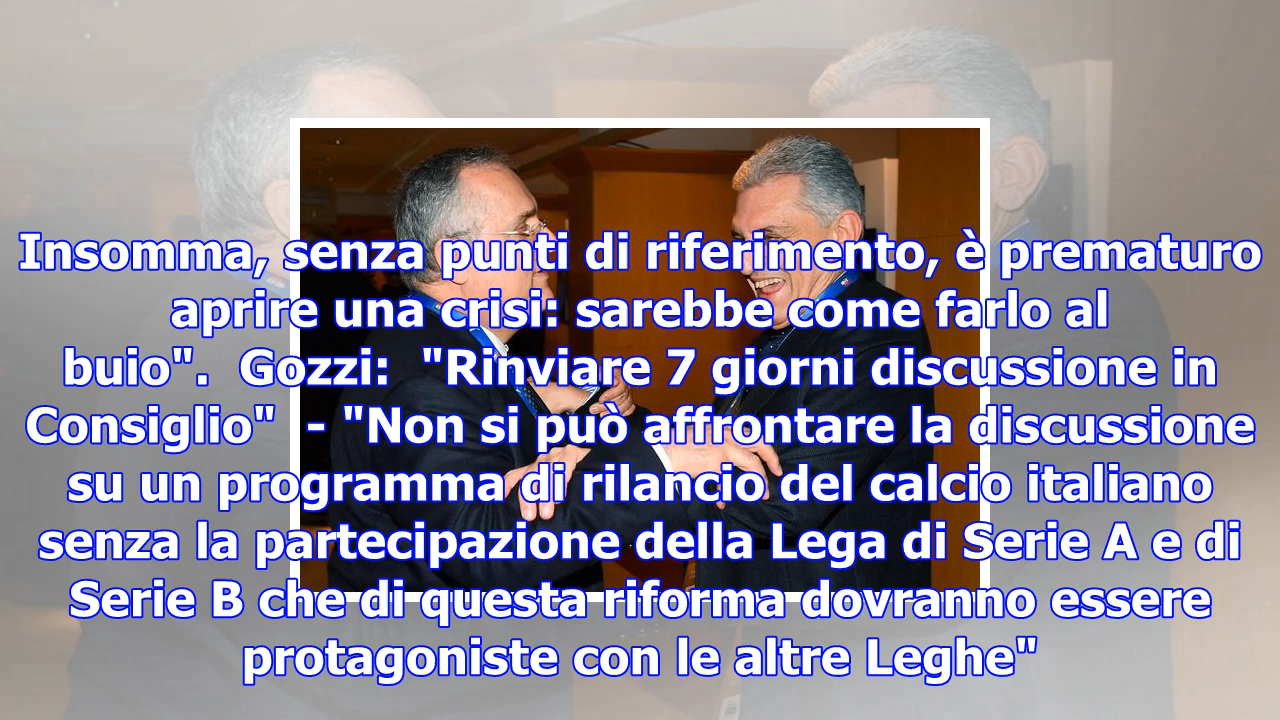 Insomma, senza punti di riferimento, è prematuro
aprire una crisi: sarebbe come farlo al
buio".  Gozzi:  "Rinviare 7 giorni discussione in
Consiglio"  - "Non si può affrontare la discussione
su un programma di rilancio del calcio italiano
senza la partecipazione della Lega di Serie A e di
Serie B che di questa riforma dovranno essere
protagoniste con le altre Leghe"